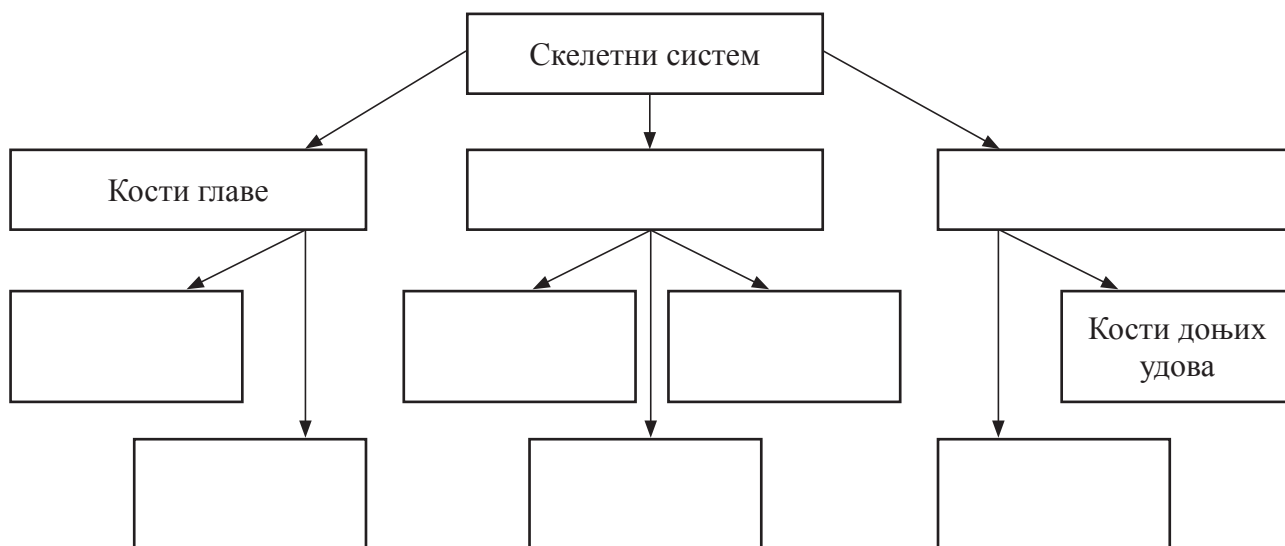 Скелетни систем
Кости главе
Кости доњих
удова